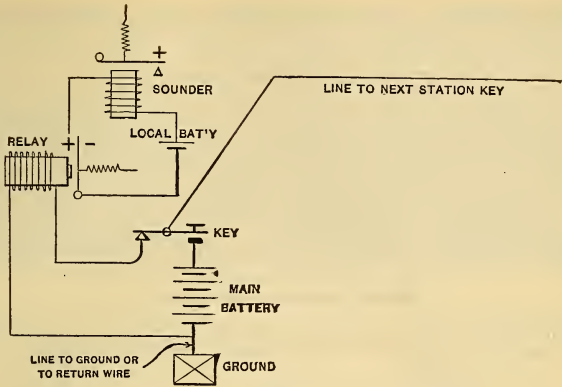 +
SOUNDER
LINE TO NEXT STATION KEY
LOCAL BAT'Y
RELAY
+ -
KEY
MAIN
BATTERY
LINE TO GROUND OR
TO RETURN WIRE
GROUND